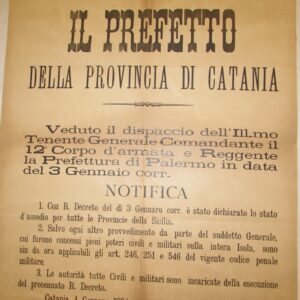 IL PREFETTO
DELLA PROVINCIA DI CATANIA
Veduto il dispaccio dell'Ill.mo
Tenente Generale Comandante il
12° Corpo d'armata e Reggente
la Prefettura di Palermo in data
del 3 Gennaio corr.
NOTIFICA
1. Con R. Decreto del di 3 Gennaro corr. è stato dichiarato lo stato
d'assedio per tutte le Provincie della Sicilia.
2. Salvo ogni altro provvedimento da parte del suddetto Generale,
cui furono concessi pieni poteri civili e militari sulla intera Isola, sono
sin da ora applicabili gli art. 246, 251 e 546 del vigente codice penale
militare.
3. Le autorità tutte Civili e Militari sono incaricate della esecuzione
del precennato R. Decreto.
Catania 4